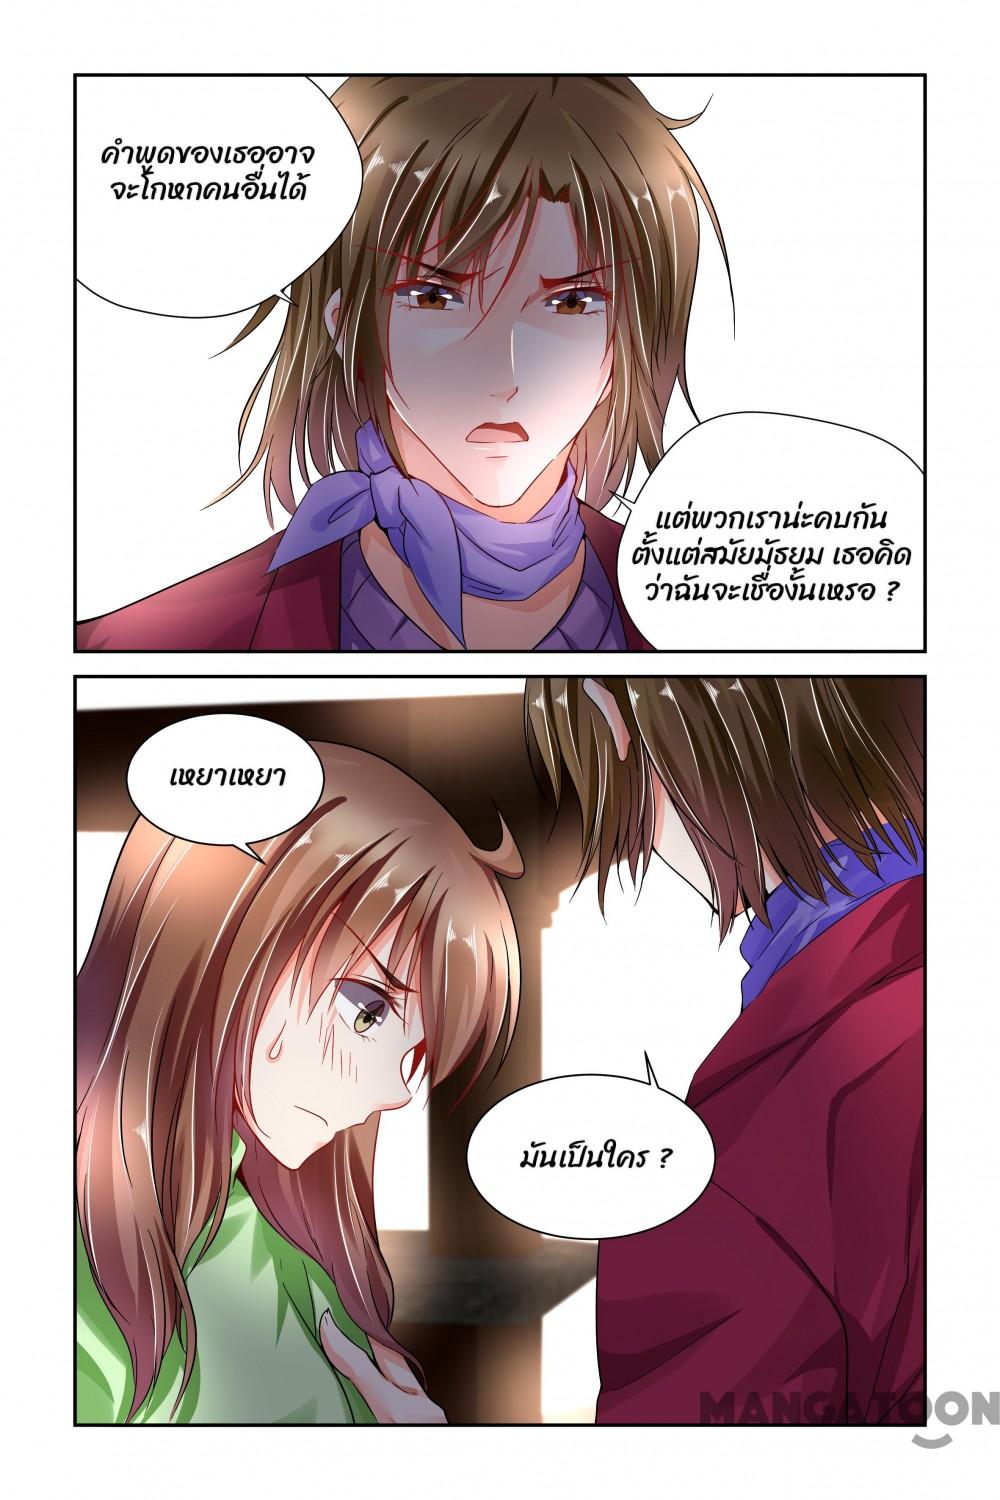 คำพูดของเธออาจ
จะโกหกคนอื่นได้
แต่พวกเราน่ะคบกัน
ตั้งแต่สมัยมัธยม เธอคิด
ว่าฉันจะเชื่องั้นเหรอ ?
เหยาเหยา
มันเป็นใคร ?
MANGATOON